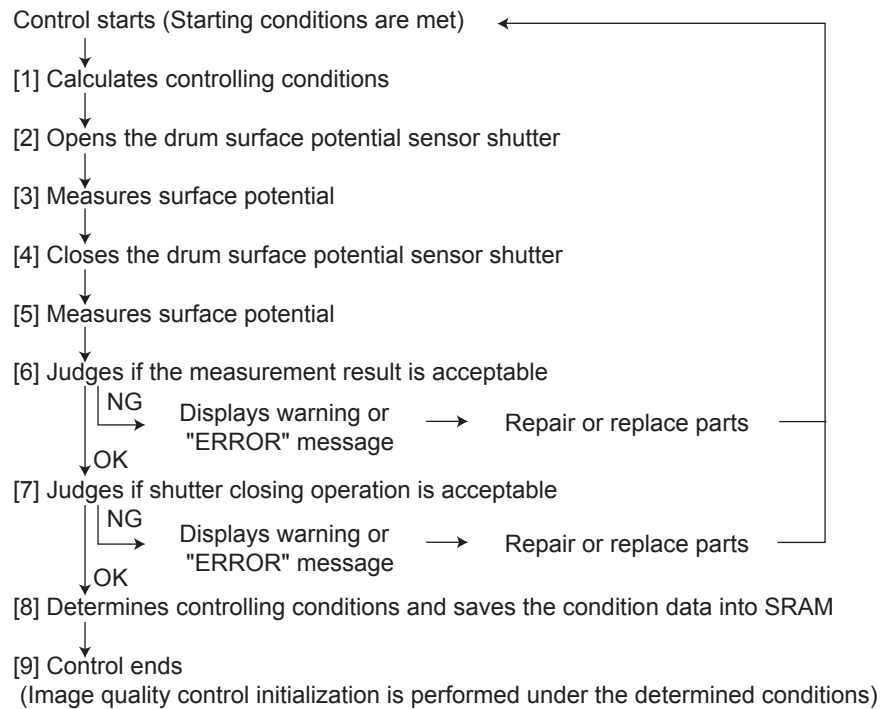 Control starts (Starting conditions are met)
[1] Calculates controlling conditions
[2] Opens the drum surface potential sensor shutter
[3] Measures surface potential
[4] Closes the drum surface potential sensor shutter
[5] Measures surface potential
[6] Judges if the measurement result is acceptable
NG
Displays warning or
"ERROR" message
Repair or replace parts
OK
[7] Judges if shutter closing operation is acceptable
NG
Displays warning or
"ERROR" message
Repair or replace parts
OK
[8] Determines controlling conditions and saves the condition data into SRAM
[9] Control ends
(Image quality control initialization is performed under the determined conditions)